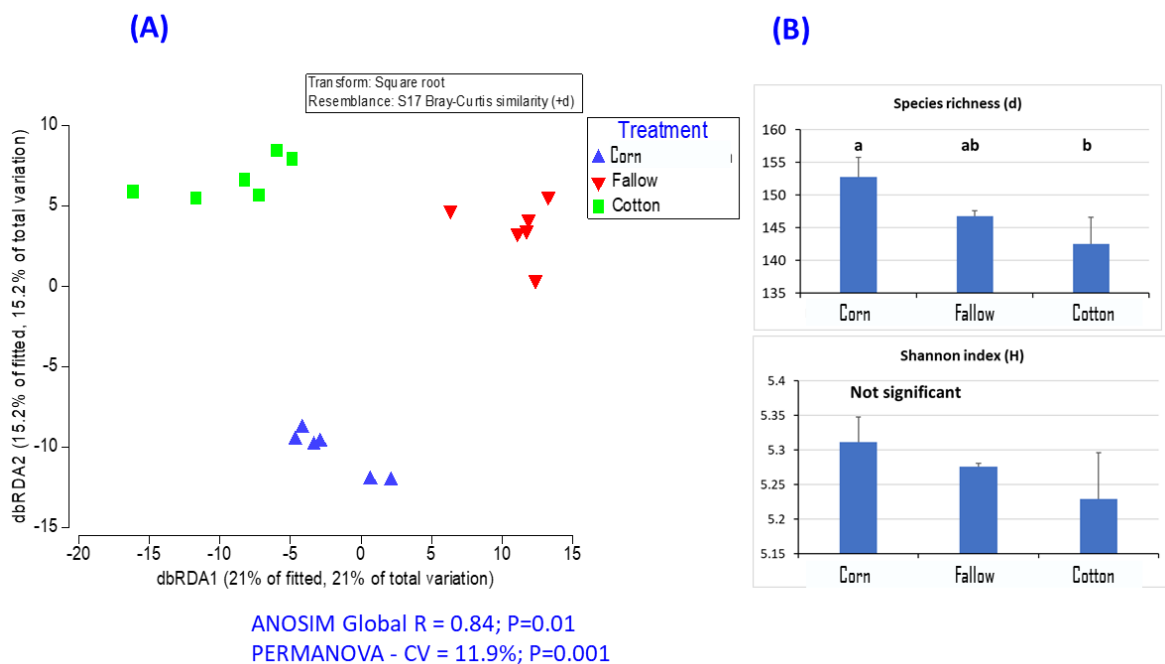 (A)
Transform: Square root
Resemblance: S17 Bray-Curtis similarity (+d)
Treatment
Corn
Fallow
Cotton
10
5
0
-5
-10
-15
dbRDA2 (15.2% of fitted, 15.2% of total variation)
-20 -15 -10 -5 0 5 10 15
dbRDA1 (21% of fitted, 21% of total variation)
ANOSIM Global R = 0.84; P=0.01
PERMANOVA - CV = 11.9%; P=0.001
(B)
Species richness (d)
160
155
150
145
140
135
a ab b
Corn Fallow Cotton
Shannon index (H)
Not significant
5.4
5.35
5.3
5.25
5.2
5.15
Corn Fallow Cotton